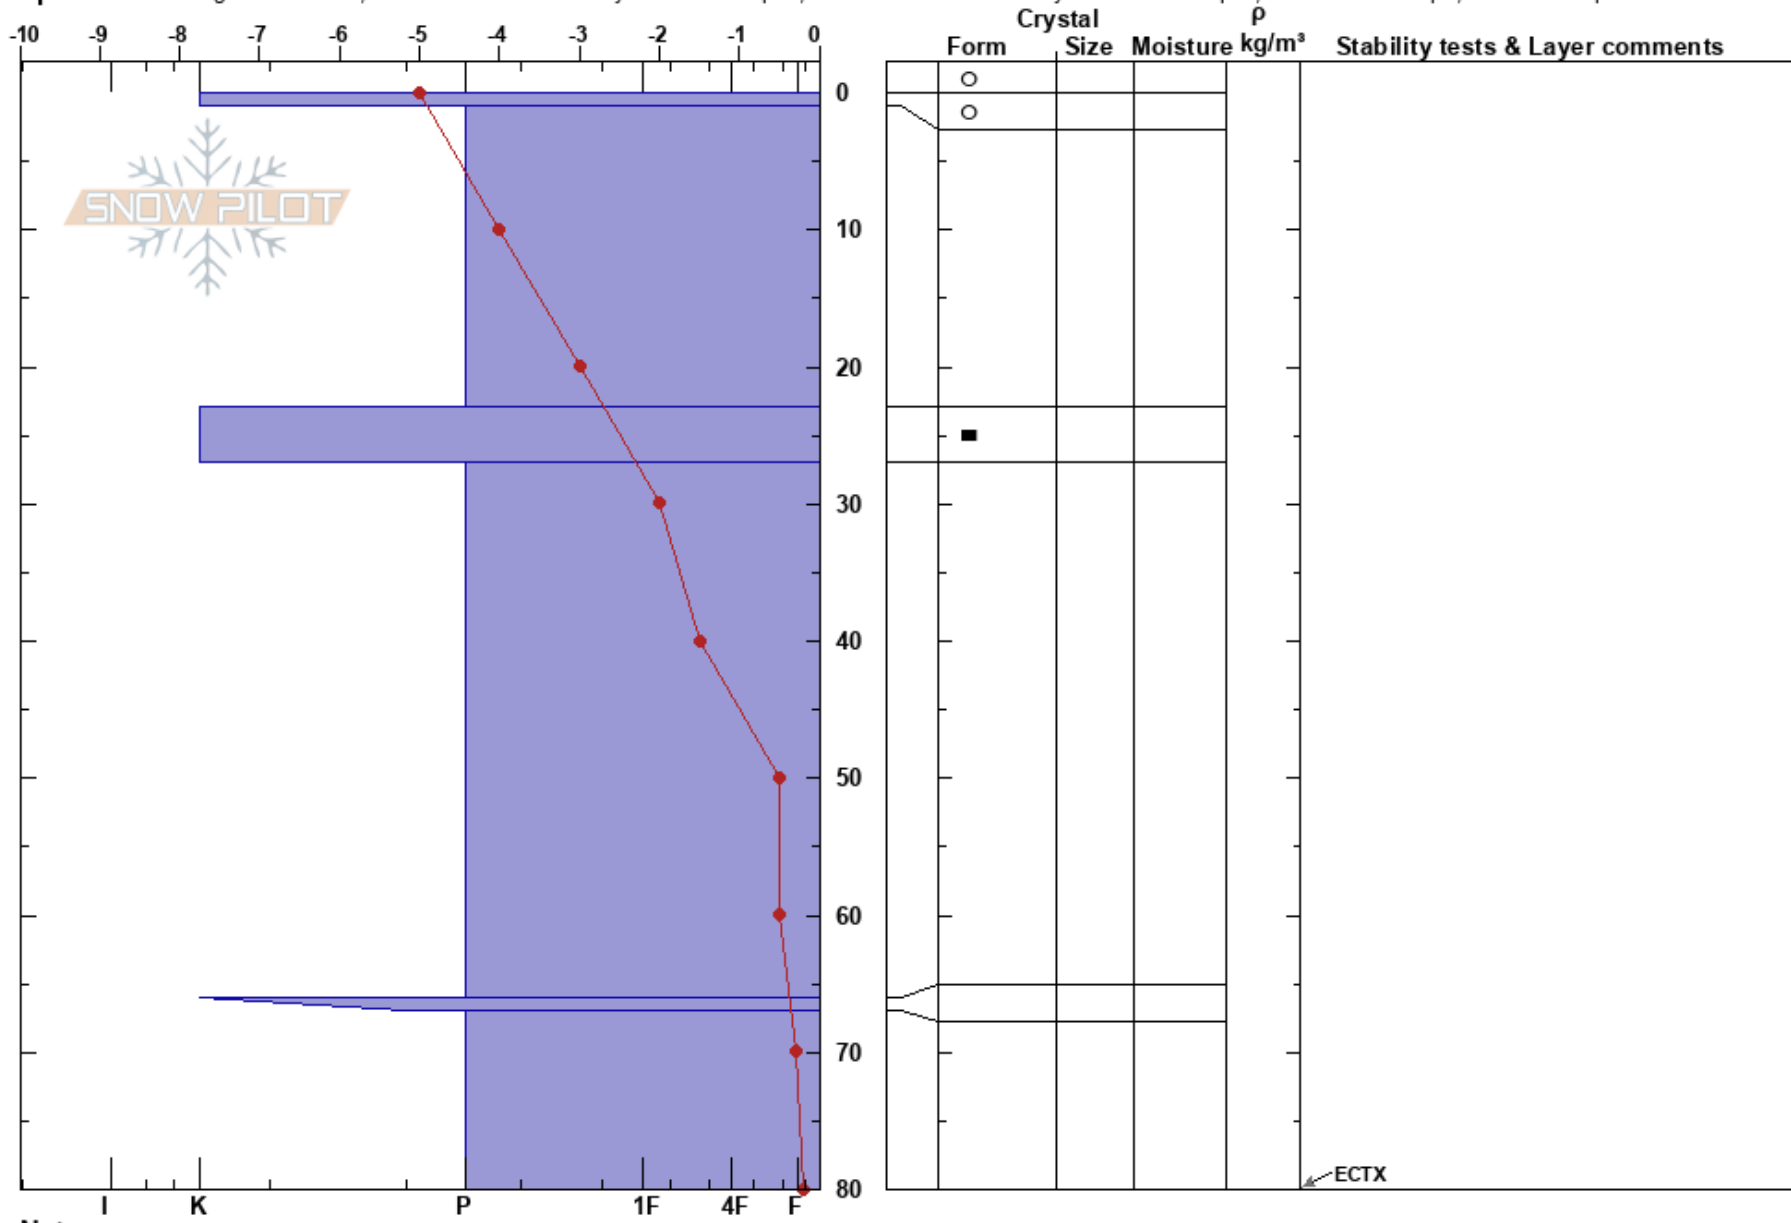 Crystal
ρ
-10 -9 -8 -7 -6 -5 -4 -3 -2 -1 0
Form Size Moisture kg/m³ Stability tests & Layer comments
0
SNOW PILOT
10
20
30
40
50
60
70
ECTX
80
I K P 1F 4F F